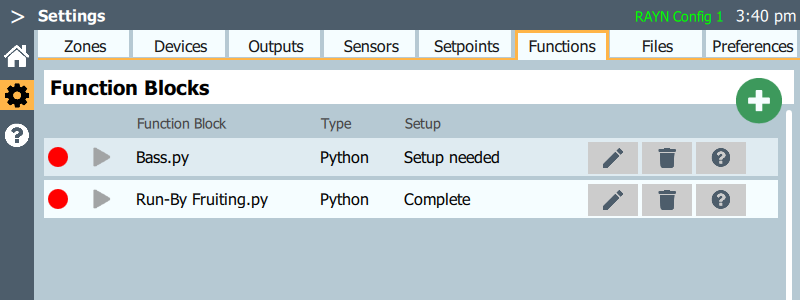 > Settings RAYN Config 1 3:40 pm
Zones Devices Outputs Sensors Setpoints Functions Files Preferences
Function Blocks
Function Block Type Setup
Bass.py Python Setup needed
Run-By Fruiting.py Python Complete